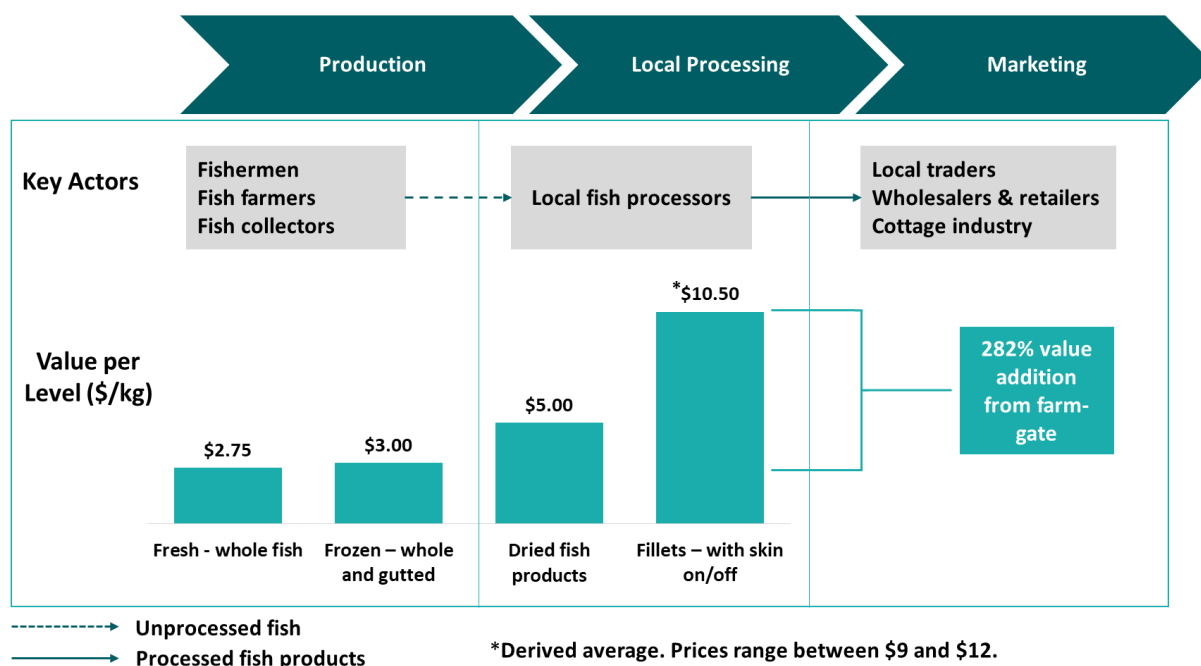 Production
Local Processing
Marketing
Key Actors
Fishermen
Fish farmers
Fish collectors
Local fish processors
Local traders
Wholesalers & retailers
Cottage industry
Value per
Level ($/kg)
$2.75
$3.00
$5.00
*$10.50
282% value
addition
from farm-
gate
Fresh - whole fish
Frozen – whole
and gutted
Dried fish
products
Fillets – with skin
on/off
Unprocessed fish
Processed fish products
*Derived average. Prices range between $9 and $12.